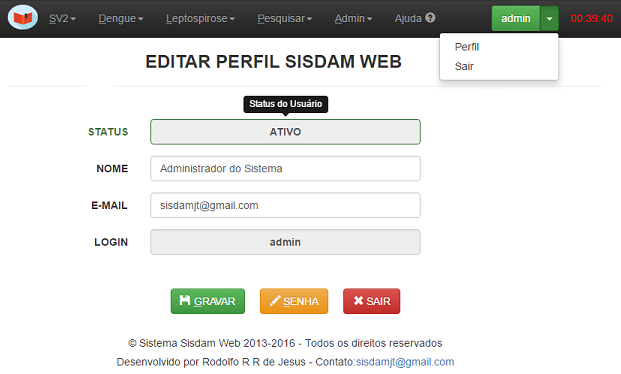 SV2 Dengue Leptospirose Pesquisar Admin Ajuda ? admin 00:39:40
Perfil
Sair
EDITAR PERFIL SISDAM WEB
Status do Usuário
STATUS ATIVO
NOME Administrador do Sistema
E-MAIL sisdamjt@gmail.com
LOGIN admin
GRAVAR SENHA SAIR
© Sistema Sisdam Web 2013-2016 - Todos os direitos reservados
Desenvolvido por Rodolfo R R de Jesus - Contato:sisdamjt@gmail.com